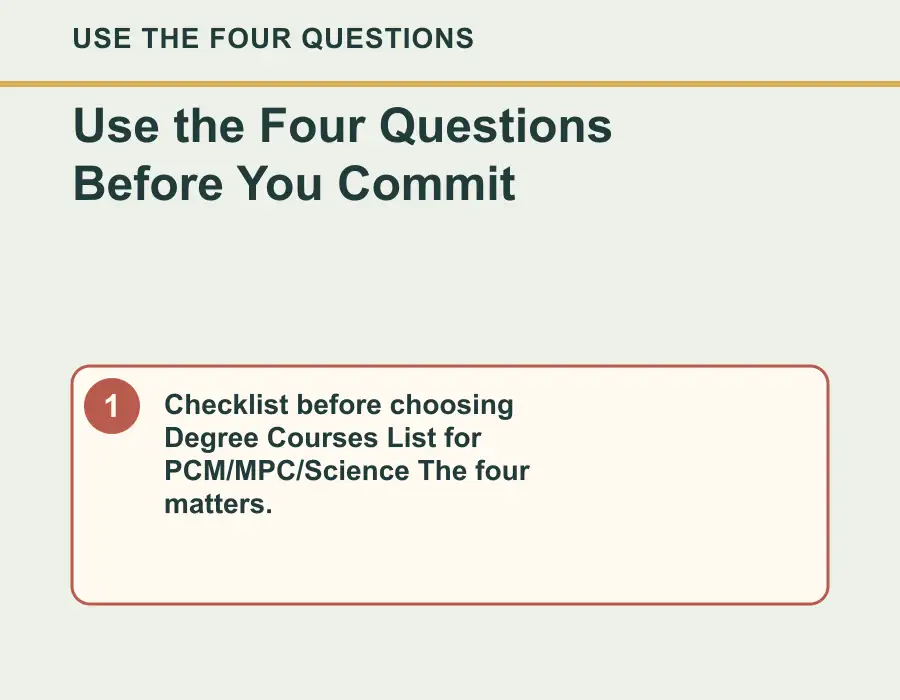 USE THE FOUR QUESTIONS
Use the Four Questions
Before You Commit
1
Checklist before choosing
Degree Courses List for
PCM/MPC/Science The four
matters.